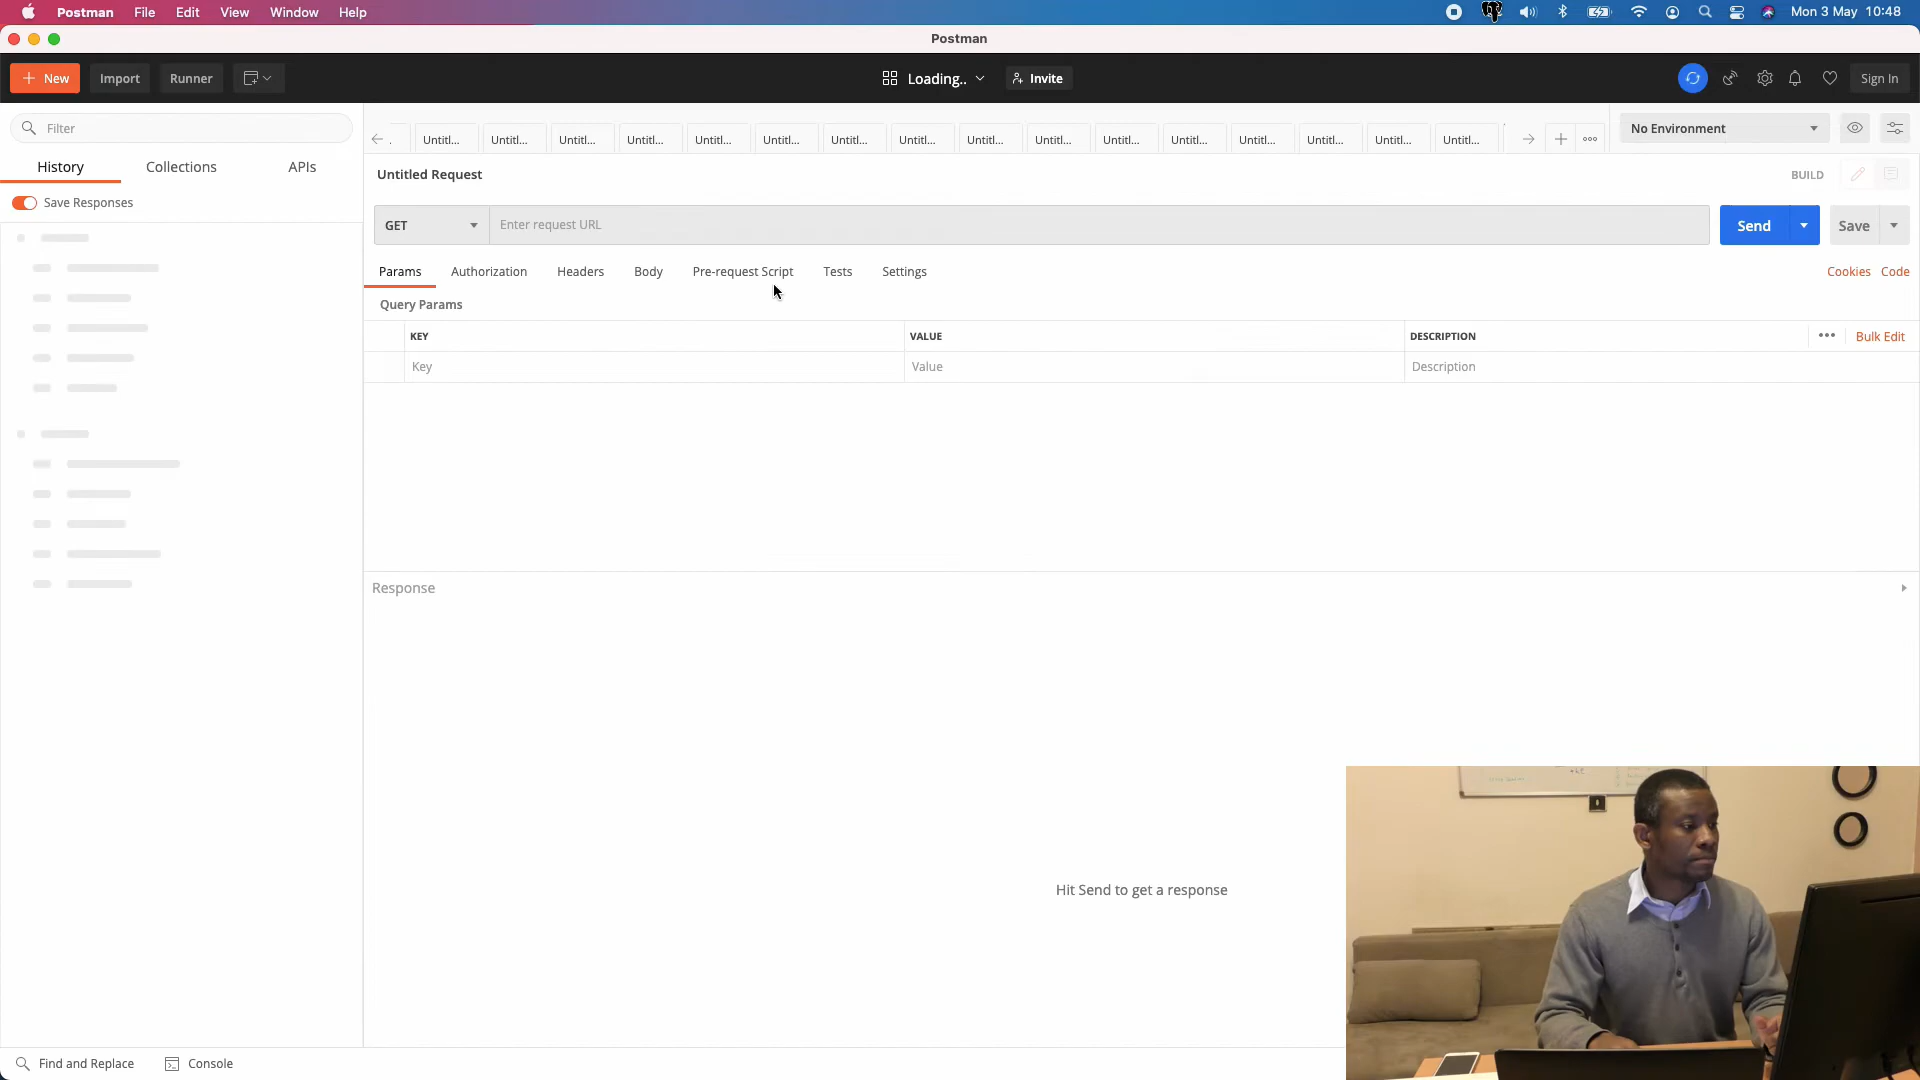 Postman File Edit View Window Help Mon 3 May 10:48
Postman
New Import Runner Loading.. Invite Sign In
Filter
Untitl... Untitl... Untitl... Untitl... Untitl... Untitl... Untitl... Untitl... Untitl... Untitl... Untitl... Untitl... Untitl... Untitl... Untitl... Untitl... No Environment
History Collections APIs
Untitled Request BUILD
Save Responses
GET Enter request URL Send Save
Params Authorization Headers Body Pre-request Script Tests Settings Cookies Code
Query Params
KEY VALUE DESCRIPTION Bulk Edit
Key Value Description
Response
Hit Send to get a response
Find and Replace Console